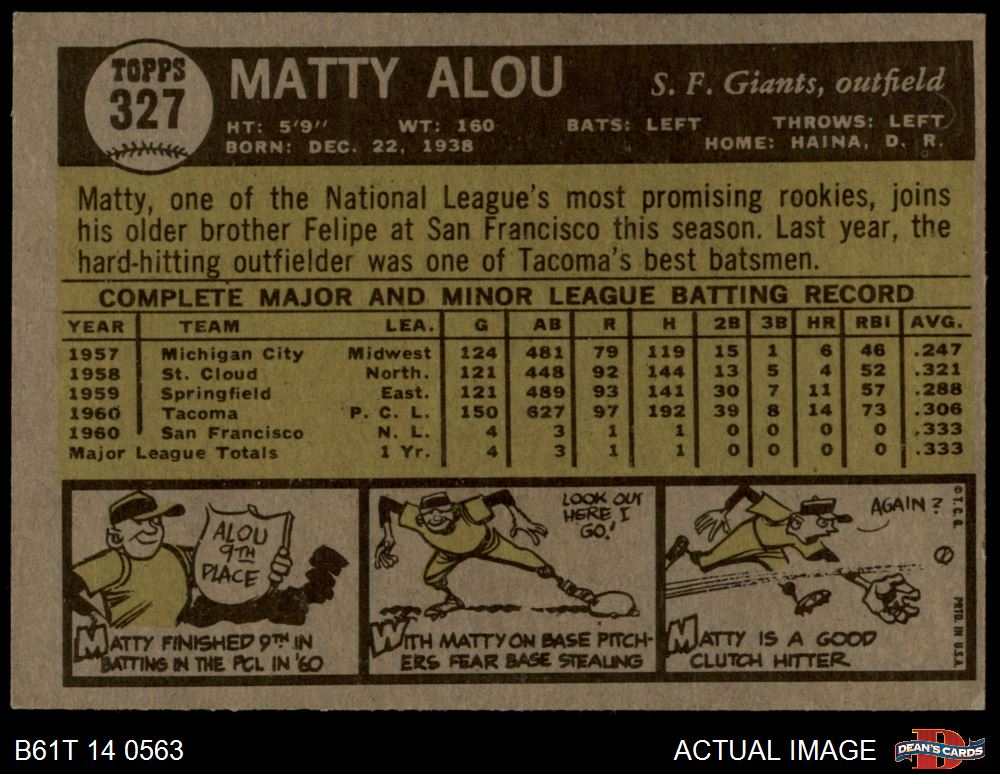 TOPPS
327
MATTY ALOU
S. F. Giants, outfield
HT: 5'9" WT: 160 BATS: LEFT THROWS: LEFT
BORN: DEC. 22, 1938 HOME: HAINA, D. R.
Matty, one of the National League's most promising rookies, joins
his older brother Felipe at San Francisco this season. Last year, the
hard-hitting outfielder was one of Tacoma's best batsmen.
COMPLETE MAJOR AND MINOR LEAGUE BATTING RECORD
YEAR TEAM LEA. G AB R H 2B 3B HR RBI AVG.
1957 Michigan City Midwest 124 481 79 119 15 1 6 46 .247
1958 St. Cloud North. 121 448 92 144 13 5 4 52 .321
1959 Springfield East. 121 489 93 141 30 7 11 57 .288
1960 Tacoma P. C. L. 150 627 97 192 39 8 14 73 .306
1960 San Francisco N. L. 4 3 1 1 0 0 0 0 .333
Major League Totals 1 Yr. 4 3 1 1 0 0 0 0 .333
ALOU
9TH
PLACE
MATTY FINISHED 9TH IN
BATTING IN THE PCL IN '60
LOOK OUT
HERE I
GO!
WITH MATTY ON BASE PITCH-
ERS FEAR BASE STEALING
AGAIN?
MATTY IS A GOOD
CLUTCH HITTER
© T. C. G.
PRTD. IN U.S.A.
B61T 14 0563
ACTUAL IMAGE
DEAN'S CARDS